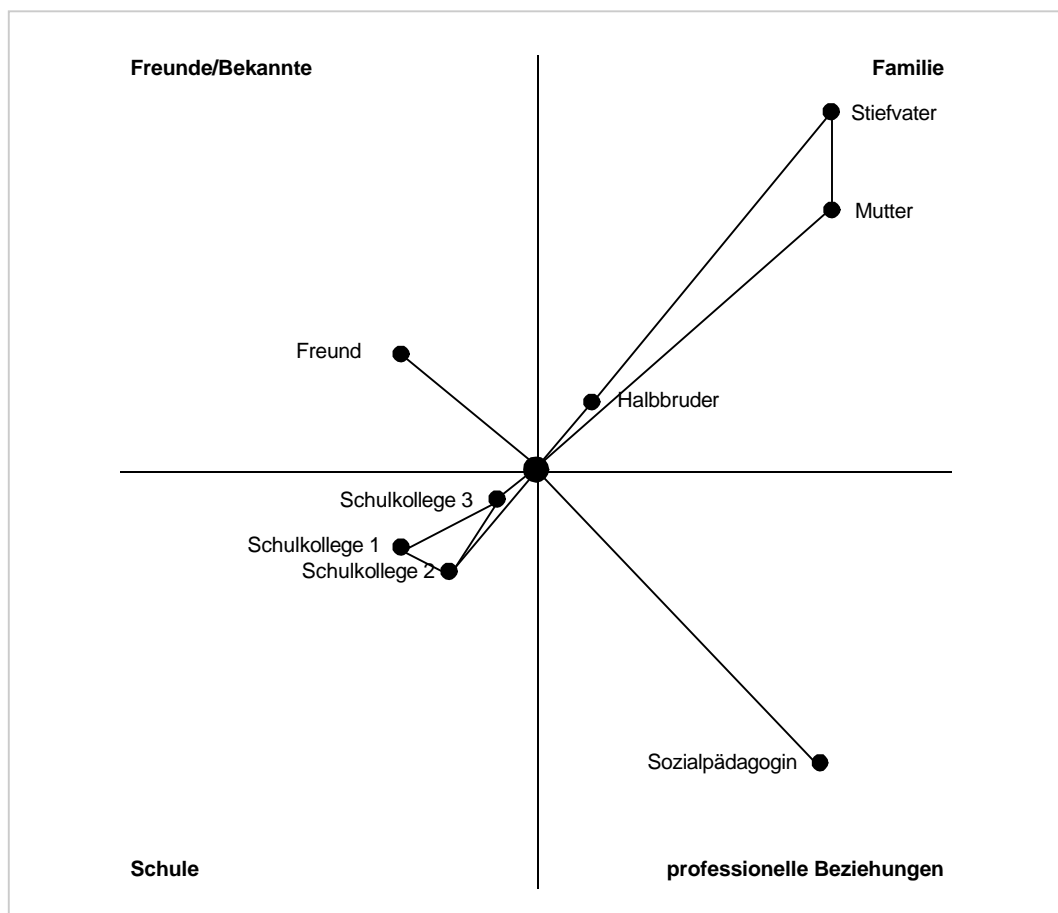 Freunde/Bekannte
Familie
Stiefvater
Mutter
Freund
Halbbruder
Schulkollege 3
Schulkollege 1
Schulkollege 2
Sozialpädagogin
Schule
professionelle Beziehungen